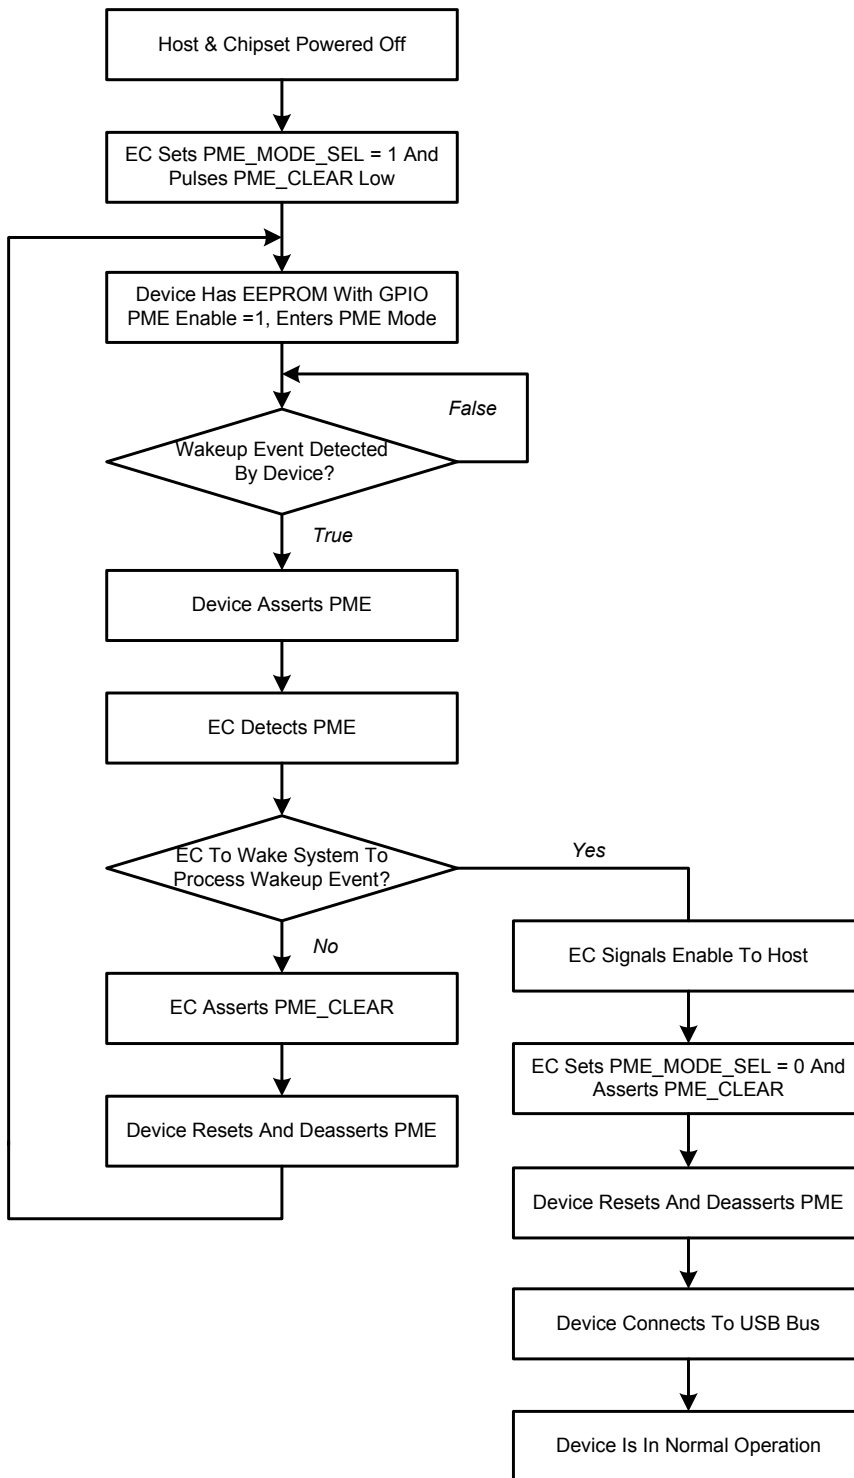 Host & Chipset Powered Off
EC Sets PME_MODE_SEL = 1 And
Pulses PME_CLEAR Low
Device Has EEPROM With GPIO
PME Enable =1, Enters PME Mode
False
Wakeup Event Detected
By Device?
True
Device Asserts PME
EC Detects PME
EC To Wake System To
Process Wakeup Event?
Yes
No
EC Asserts PME_CLEAR
Device Resets And Deasserts PME
EC Signals Enable To Host
EC Sets PME_MODE_SEL = 0 And
Asserts PME_CLEAR
Device Resets And Deasserts PME
Device Connects To USB Bus
Device Is In Normal Operation